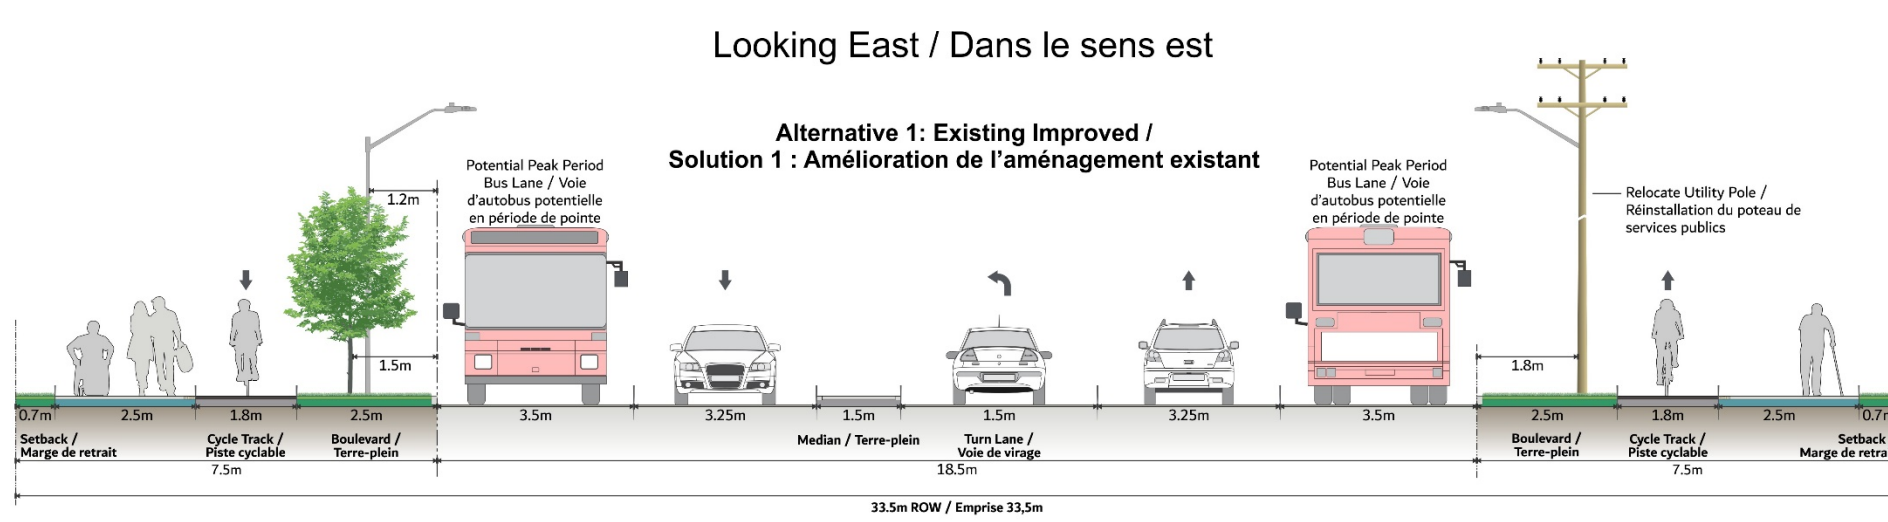 Looking East / Dans le sens est
Alternative 1: Existing Improved /
Solution 1 : Amélioration de l’aménagement existant
Potential Peak Period
Bus Lane / Voie
d’autobus potentielle
en période de pointe
Potential Peak Period
Bus Lane / Voie
d’autobus potentielle
en période de pointe
Relocate Utility Pole /
Réinstallation du poteau de
services publics
1.2m
1.5m
1.8m
0.7m 2.5m 1.8m 2.5m 3.5m 3.25m 1.5m 1.5m 3.25m 3.5m 2.5m 1.8m 2.5m 0.7
Setback /
Marge de retrait
Cycle Track /
Piste cyclable
Boulevard /
Terre-plein
Median / Terre-plein
Turn Lane /
Voie de virage
Boulevard /
Terre-plein
Cycle Track /
Piste cyclable
Setback
Marge de retra
7.5m 18.5m 7.5m
33.5m ROW / Emprise 33,5m